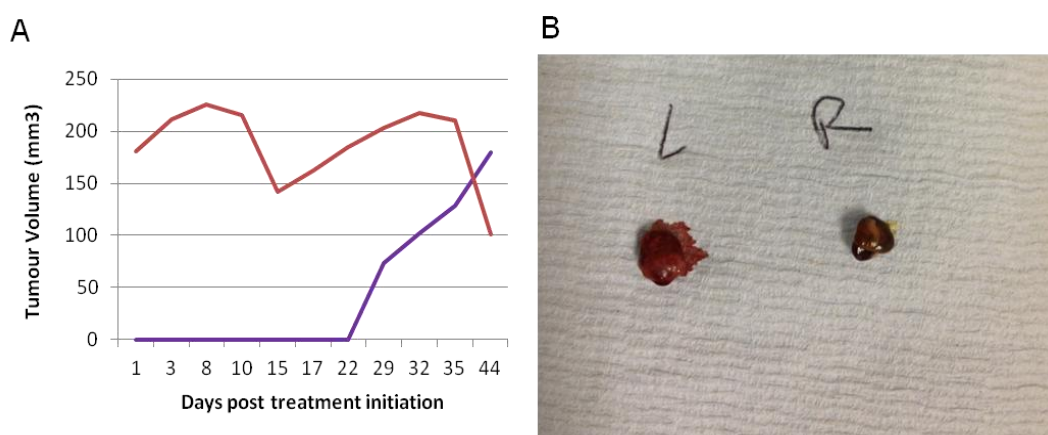 A
250
200
150
100
50
0
Tumour Volume (mm3)
1 3 8 10 15 17 22 29 32 35 44
Days post treatment initiation
B
L R